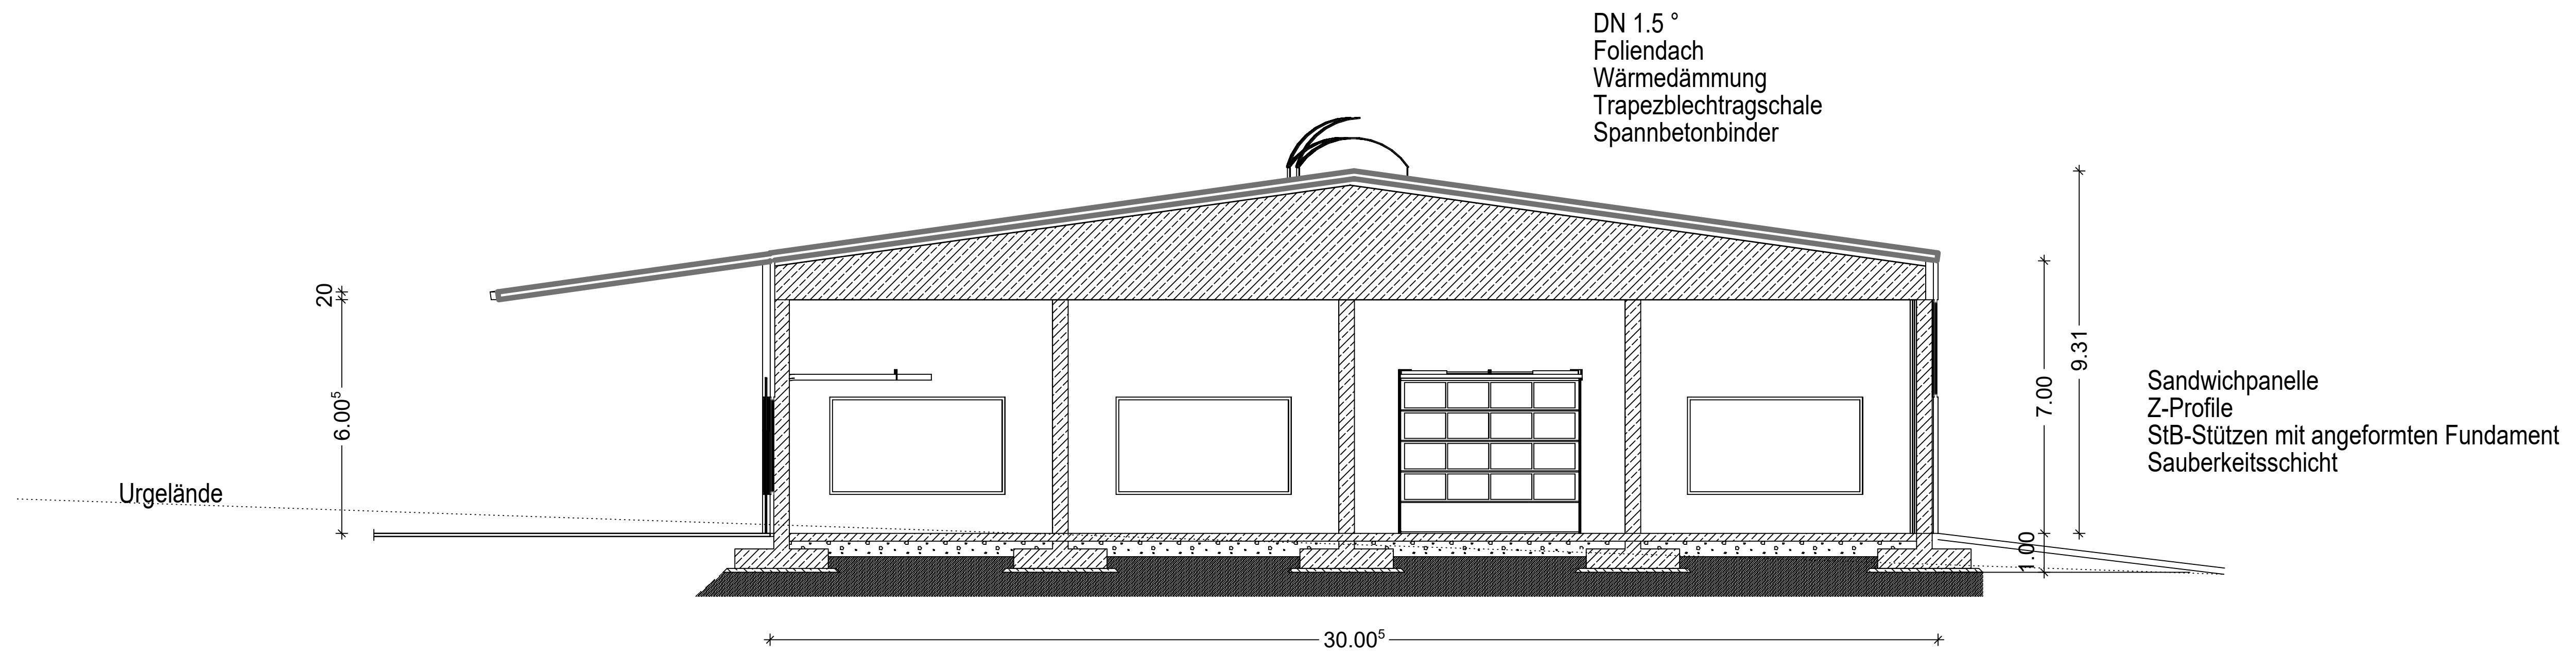 DN 1.5 °
Foliendach
Wärmedämmung
Trapezblechtragschale
Spannbetonbinder
20
6.00⁵
Urgelände
9.31
7.00
1.00
Sandwichpanelle
Z-Profile
StB-Stützen mit angeformten Fundament
Sauberkeitsschicht
30.00⁵